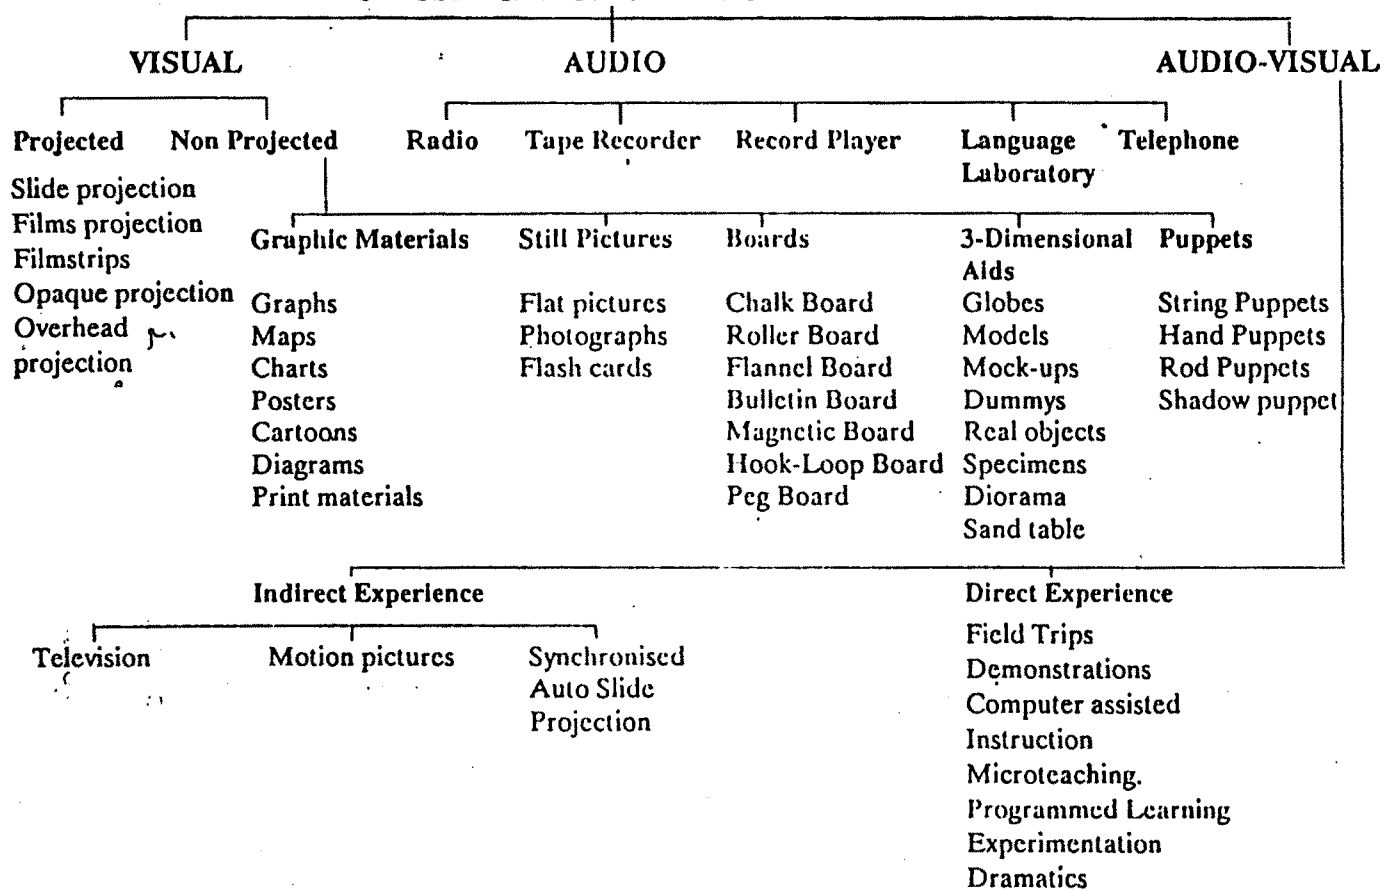 VISUAL AUDIO AUDIO-VISUAL
Projected Non Projected Radio Tape Recorder Record Player Language Laboratory Telephone
Slide projection
Films projection
Filmstrips
Opaque projection
Overhead
projection
Graphic Materials
Graphs
Maps
Charts
Posters
Cartoons
Diagrams
Print materials
Still Pictures
Flat pictures
Photographs
Flash cards
Boards
Chalk Board
Roller Board
Flannel Board
Bulletin Board
Magnetic Board
Hook-Loop Board
Peg Board
3-Dimensional
Aids
Globes
Models
Mock-ups
Dummys
Real objects
Specimens
Diorama
Sand table
Puppets
String Puppets
Hand Puppets
Rod Puppets
Shadow puppet
Indirect Experience
Television
Motion pictures
Synchronised
Auto Slide
Projection
Direct Experience
Field Trips
Demonstrations
Computer assisted
Instruction
Microteaching.
Programmed Learning
Experimentation
Dramatics